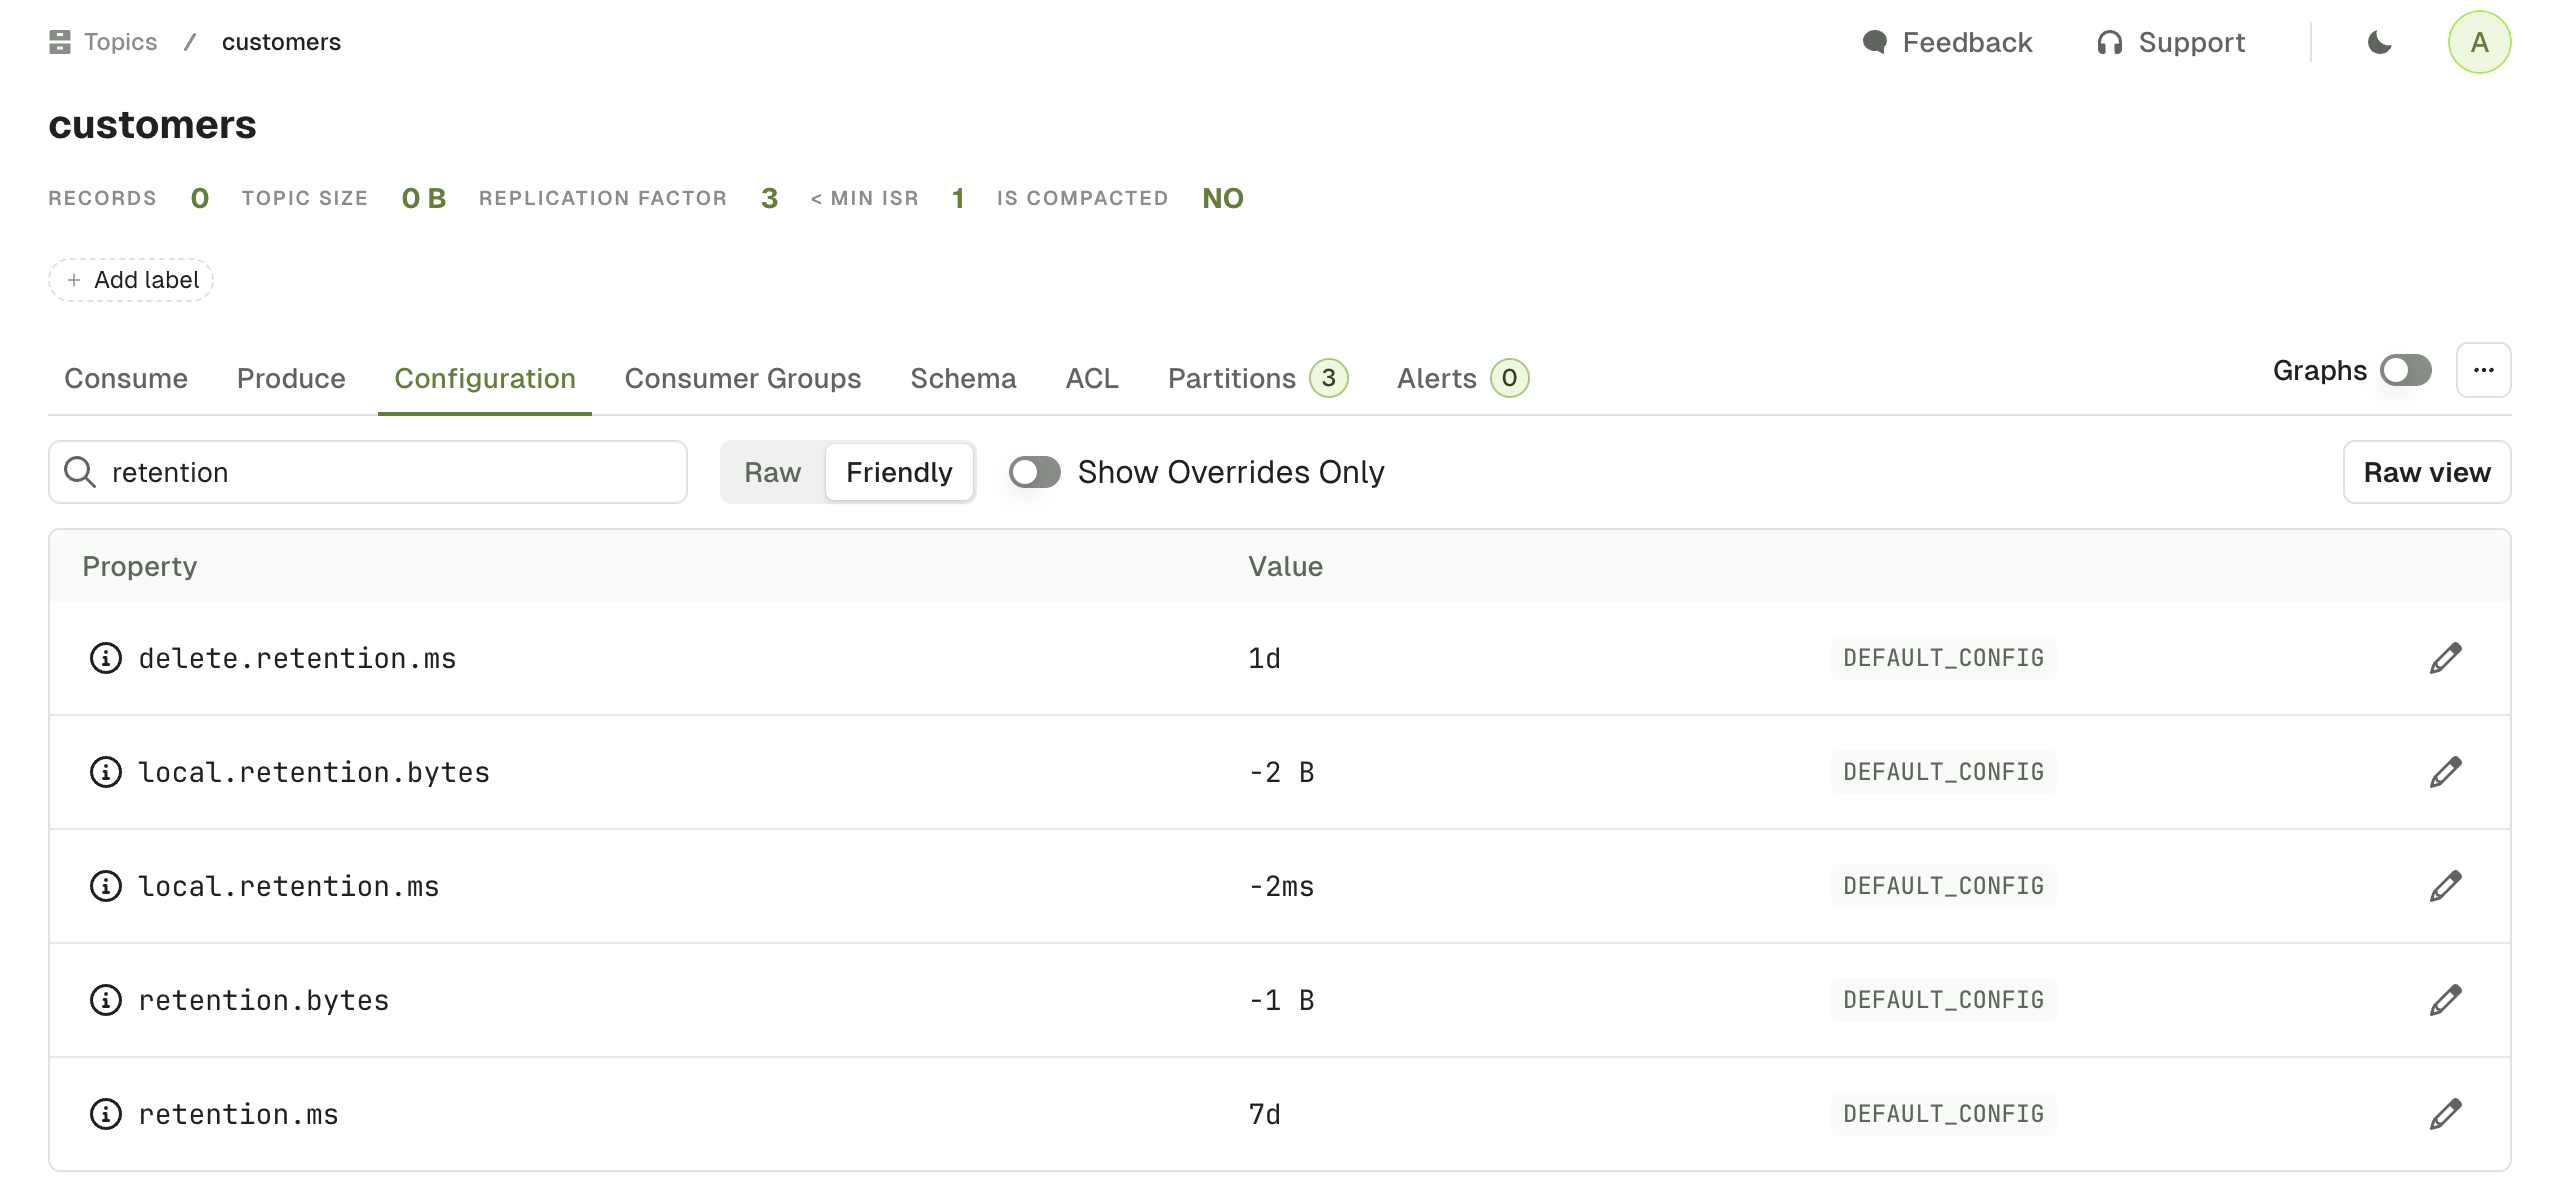 Topics / customers
Feedback Support A
customers
RECORDS 0 TOPIC SIZE 0 B REPLICATION FACTOR 3 < MIN ISR 1 IS COMPACTED NO
+ Add label
Consume Produce Configuration Consumer Groups Schema ACL Partitions 3 Alerts 0 Graphs ...
retention Raw Friendly Show Overrides Only Raw view
Property Value
delete.retention.ms 1d DEFAULT_CONFIG
local.retention.bytes -2 B DEFAULT_CONFIG
local.retention.ms -2ms DEFAULT_CONFIG
retention.bytes -1 B DEFAULT_CONFIG
retention.ms 7d DEFAULT_CONFIG